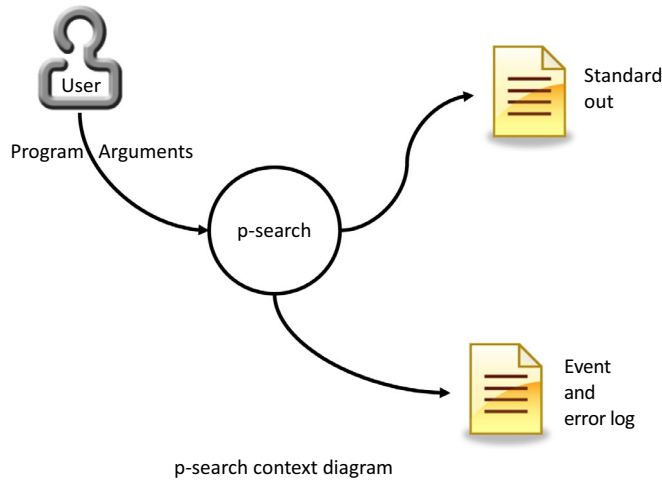 User
Program Arguments
Standard
out
p-search
Event
and
error log
p-search context diagram